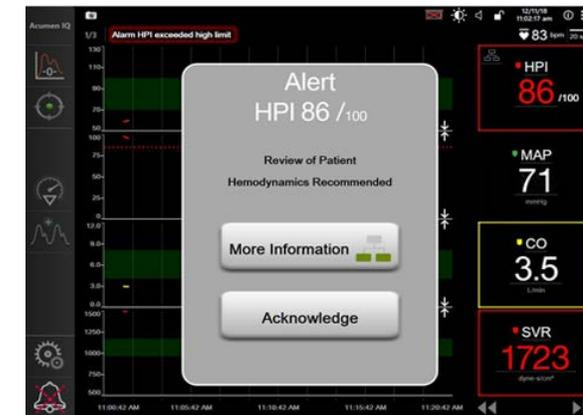 Acumen IQ
12/11/18
11:02:17 am
83 bpm
1/3 Alarm HPI exceeded high limit
Alert
HPI 86 /100
Review of Patient
Hemodynamics Recommended
More Information
Acknowledge
HPI
86 /100
MAP
71
mmHg
CO
3.5
L/min
SVR
1723
dyne-s/cm⁵
130
110
90
70
50
100
75
50
25
0
12.0
9.0
6.0
3.0
0.0
1500
1250
1000
750
500
11:00:42 AM 11:05:42 AM 11:10:42 AM 11:15:42 AM 11:20:42 AM